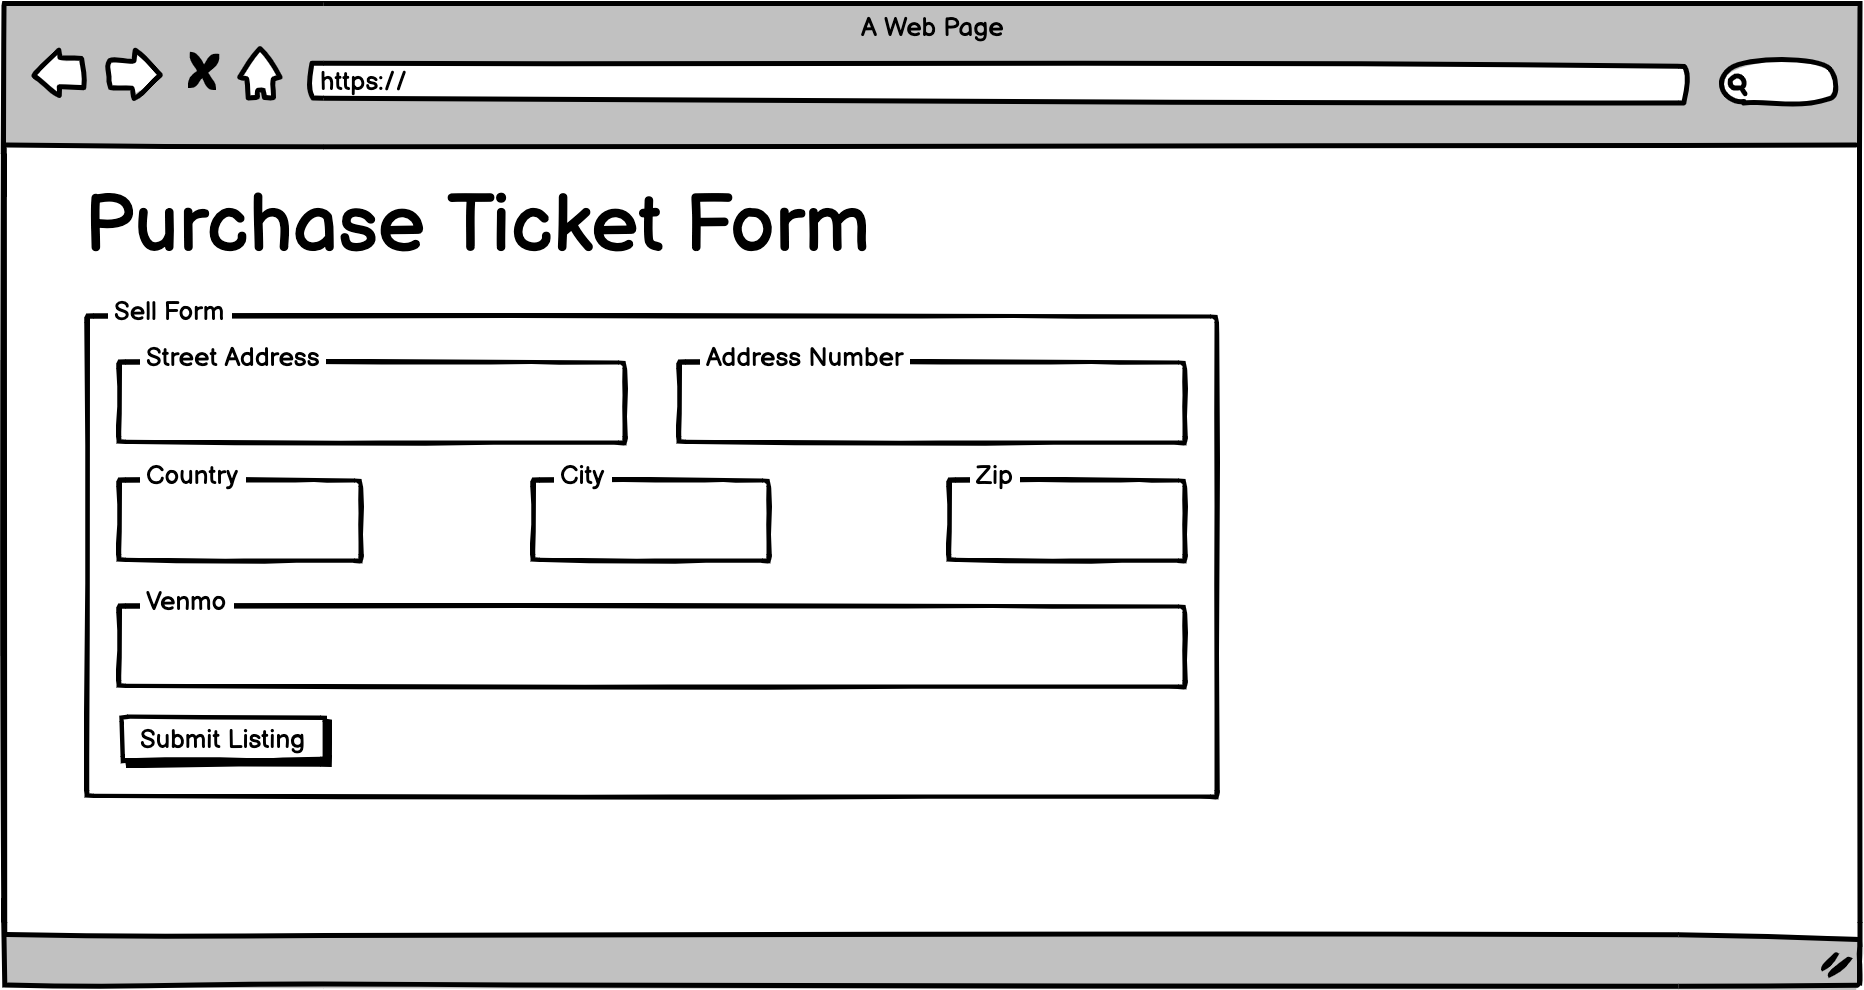 A Web Page
https://
Purchase Ticket Form
Sell Form
Street Address
Address Number
Country
City
Zip
Venmo
Submit Listing